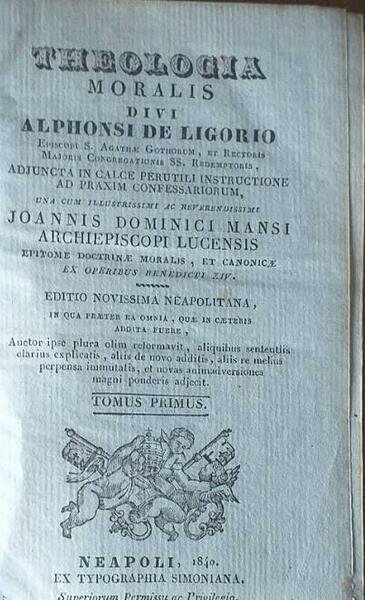 THEOLOGIA
MORALIS
DIVI
ALPHONSI DE LIGORIO
EPISCOPI S. AGATHÆ GOTHORUM, ET RECTORIS
MAJORIS CONGREGATIONIS SS. REDEMPTORIS,
ADJUNCTA IN CALCE PERUTILI INSTRUCTIONE
AD PRAXIM CONFESSARIORUM,
UNA CUM ILLUSTRISSIMI AC REVERENDISSIMI
JOANNIS DOMINICI MANSI
ARCHIEPISCOPI LUCENSIS
EPITOME DOCTRINÆ MORALIS, ET CANONICÆ
EX OPERIBUS BENEDICTI XIV.
EDITIO NOVISSIMA NEAPOLITANA,
IN QUA PRÆTER EA OMNIA, QUÆ IN CÆTERIS
ADDITA FUERE,
Auctor ipse plura olim reformavit, aliquibus sententiis
clarius explicatis, aliis de novo additis, aliis re melius
perpensa immutatis, et novas animadversiones
magni ponderis adjecit.
TOMUS PRIMUS.
NEAPOLI, 1840.
EX TYPOGRAPHIA SIMONIANA.
Superiorum Permissu ac Privilegio.